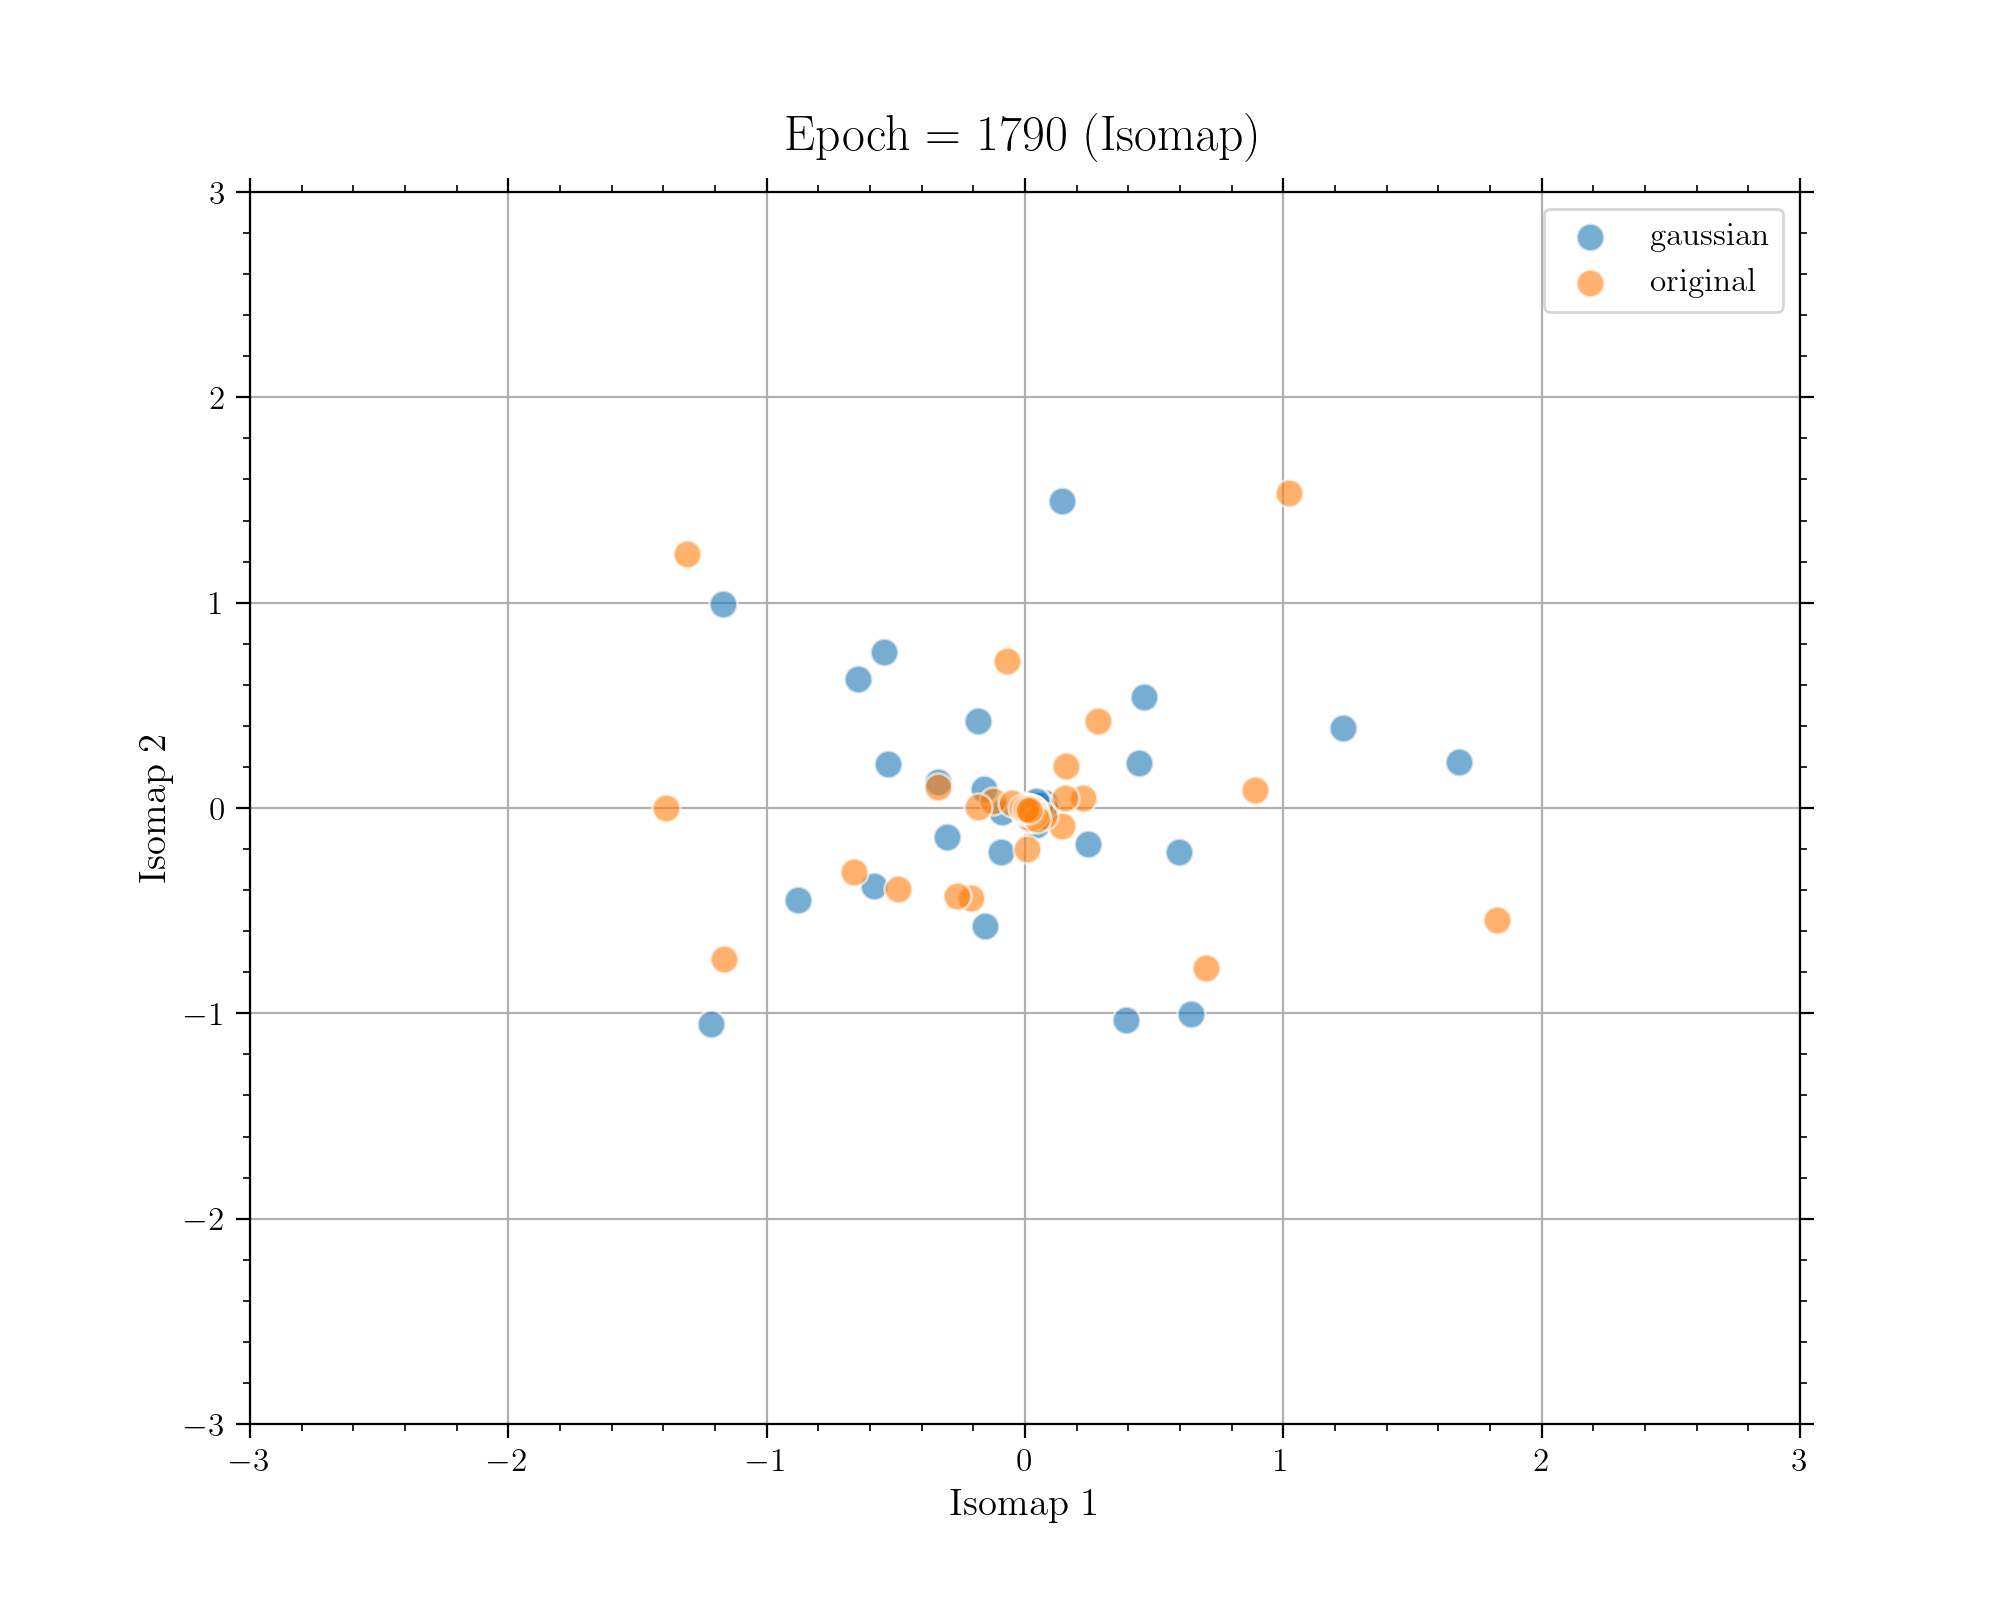 Epoch = 1790 (Isomap)
gaussian
original
3
2
1
0
−1
−2
−3
Isomap 2
−3
−2
−1
0
1
2
3
Isomap 1